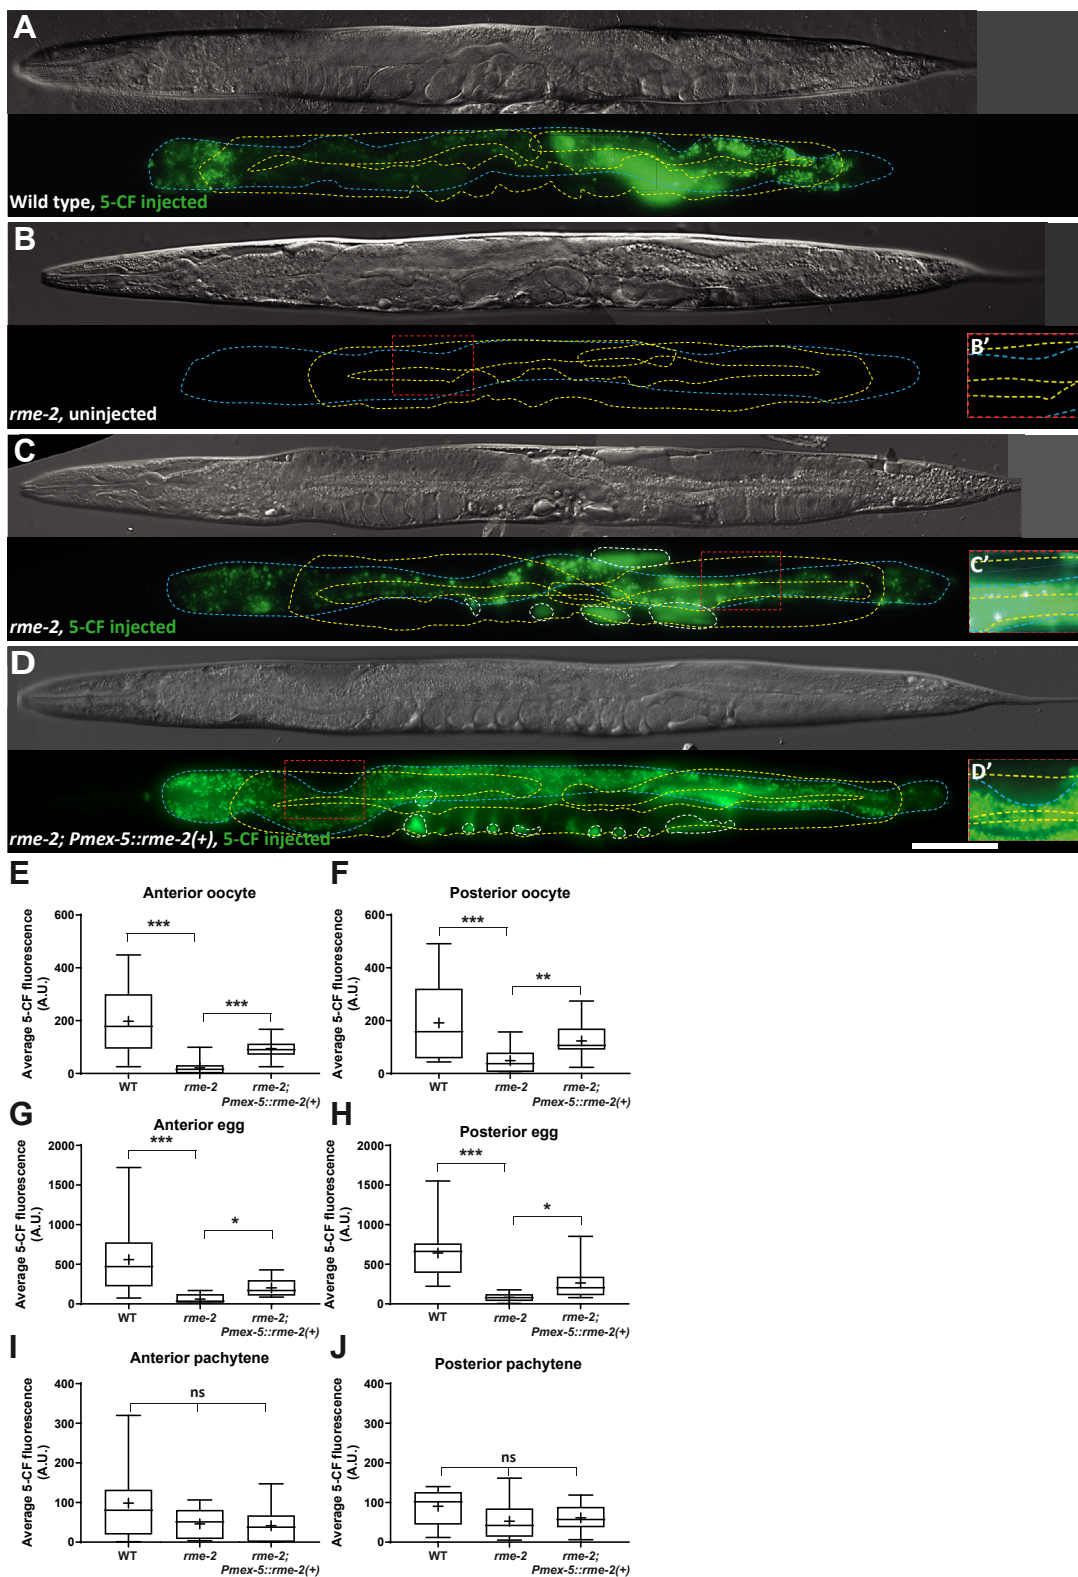 A
Wild type, 5-CF injected
B
B’
rme-2, uninjected
C
C’
rme-2, 5-CF injected
D
D’
rme-2; Pmex-5::rme-2(+), 5-CF injected
E
Anterior oocyte
Average 5-CF fluorescence
(A.U.)
600
400
200
0
***
***
WT
rme-2
rme-2;
Pmex-5::rme-2(+)
F
Posterior oocyte
Average 5-CF fluorescence
(A.U.)
600
400
200
0
***
**
WT
rme-2
rme-2;
Pmex-5::rme-2(+)
G
Anterior egg
Average 5-CF fluorescence
(A.U.)
2000
1500
1000
500
0
***
*
WT
rme-2
rme-2;
Pmex-5::rme-2(+)
H
Posterior egg
Average 5-CF fluorescence
(A.U.)
2000
1500
1000
500
0
***
*
WT
rme-2
rme-2;
Pmex-5::rme-2(+)
I
Anterior pachytene
Average 5-CF fluorescence
(A.U.)
400
300
200
100
0
ns
WT
rme-2
rme-2;
Pmex-5::rme-2(+)
J
Posterior pachytene
Average 5-CF fluorescence
(A.U.)
400
300
200
100
0
ns
WT
rme-2
rme-2;
Pmex-5::rme-2(+)